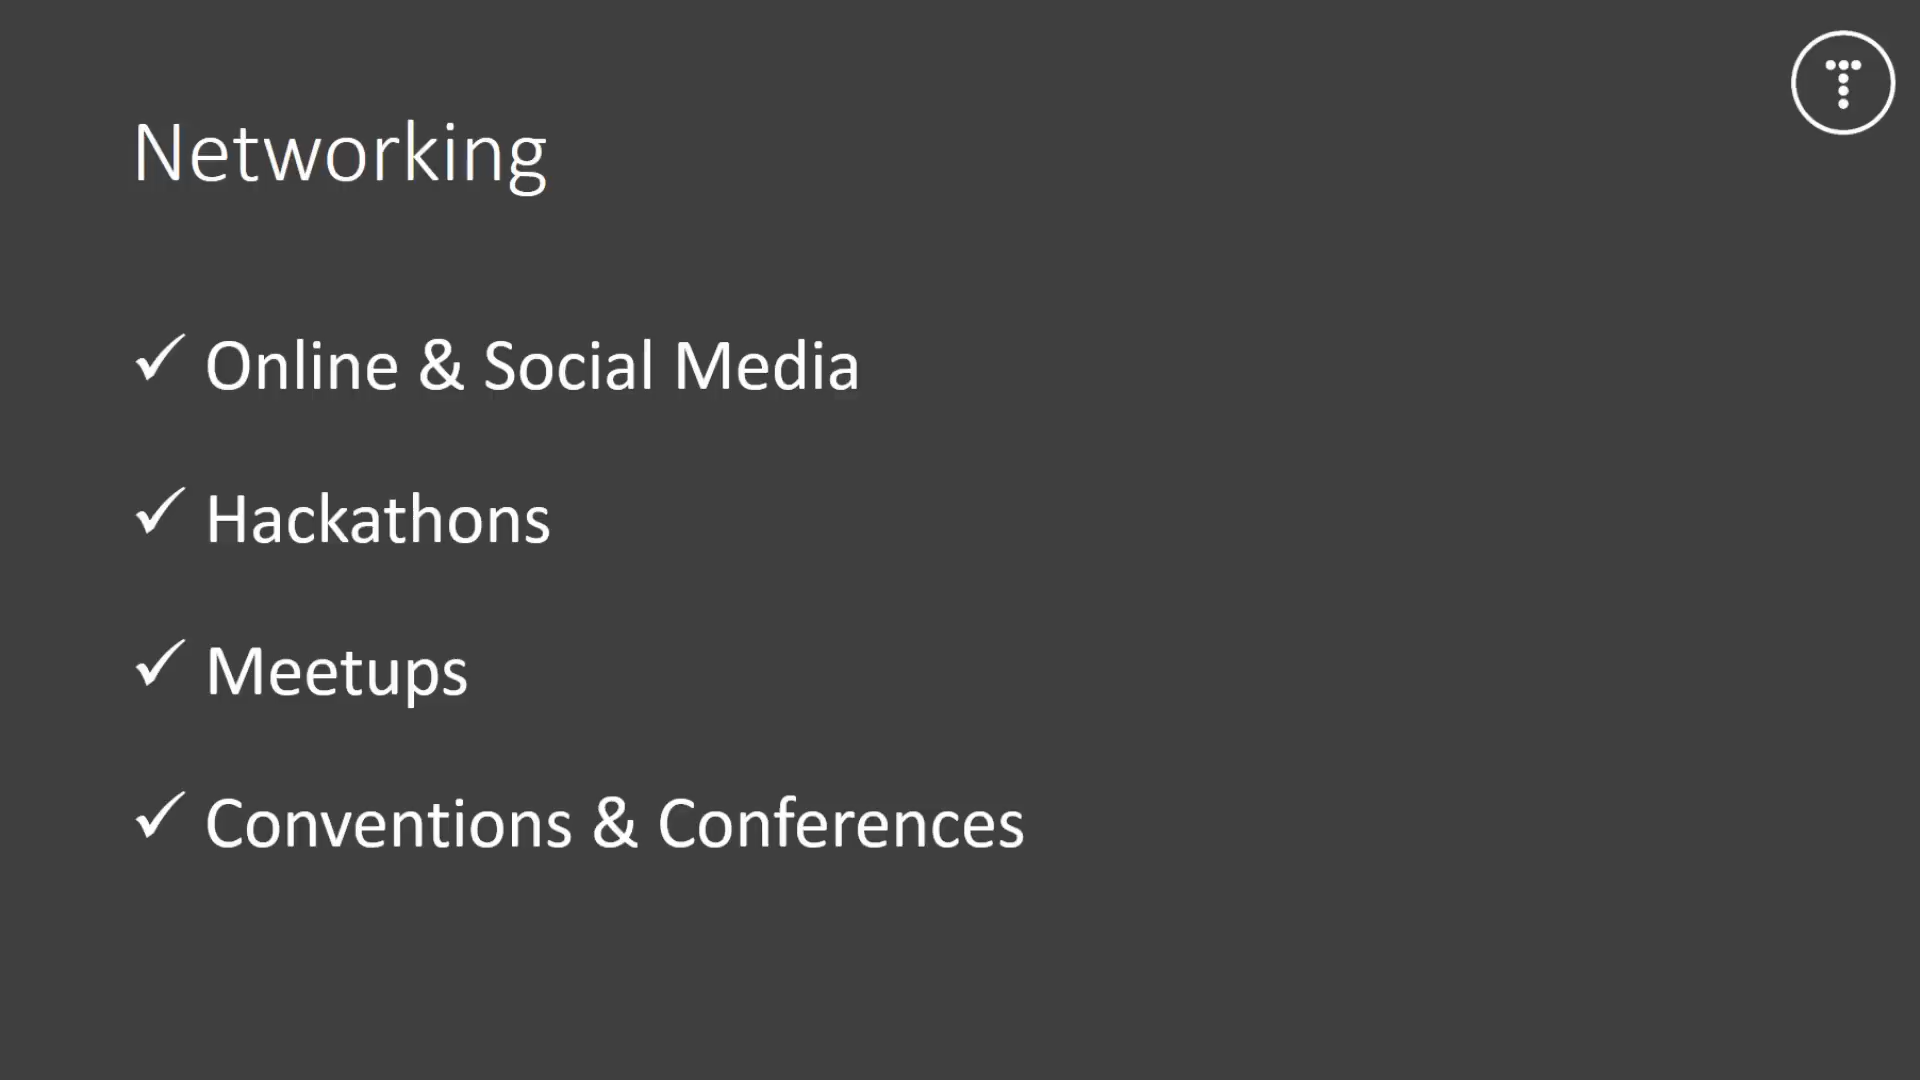 Networking
✓ Online & Social Media
✓ Hackathons
✓ Meetups
✓ Conventions & Conferences
T